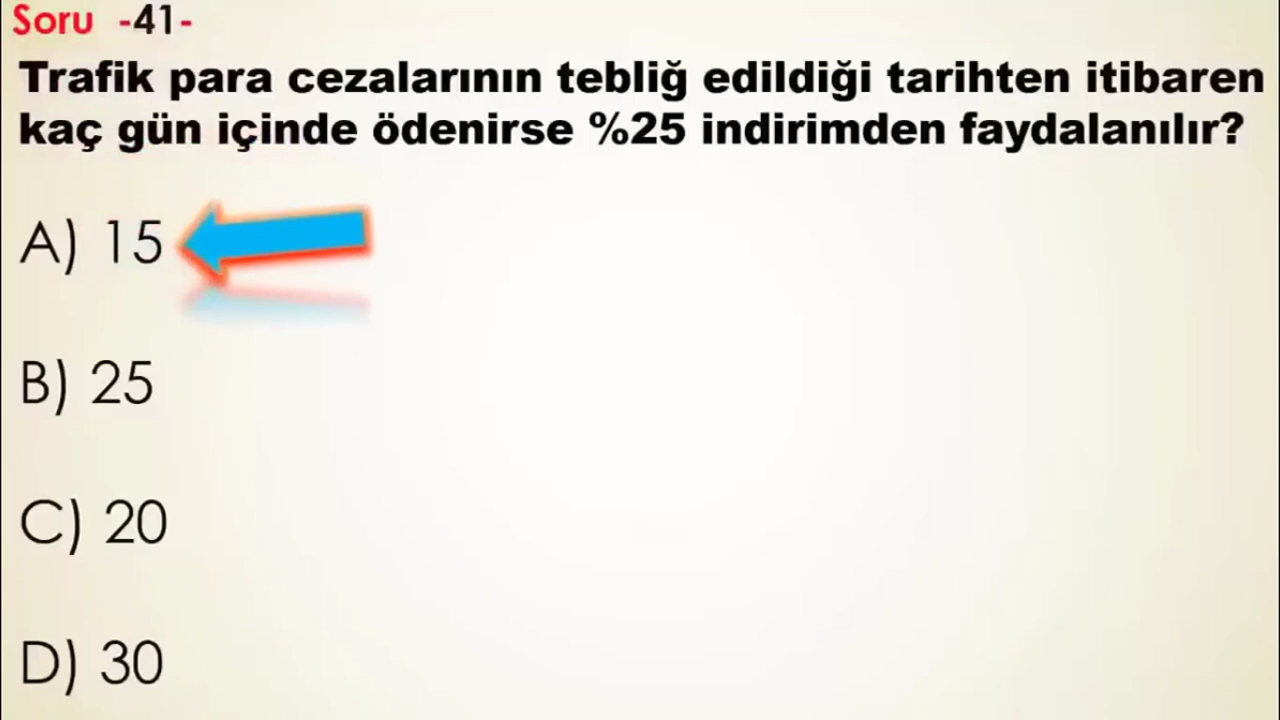 Soru -41-
Trafik para cezalarının tebliğ edildiği tarihten itibaren
kaç gün içinde ödenirse %25 indirimden faydalanılır?
A) 15
B) 25
C) 20
D) 30